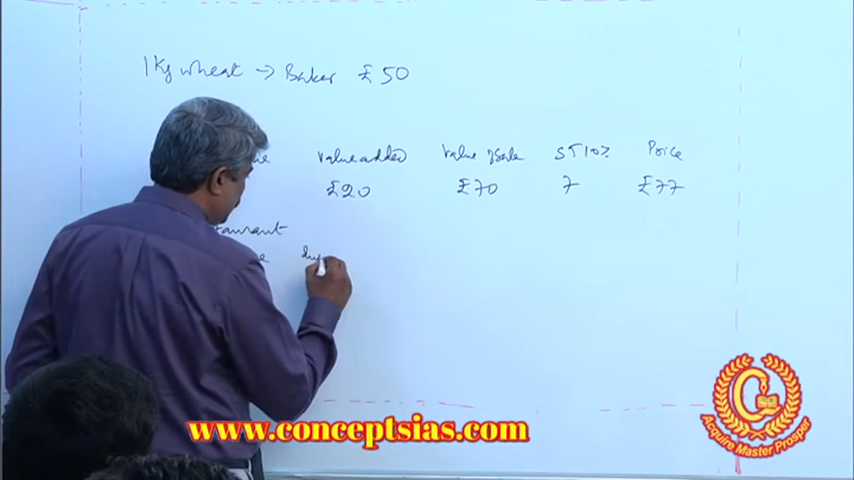 1Kg wheat → Baker ₤50
Value added Value of Sale ST 10% Price
₤20 ₤70 7 ₤77
taurant
www.conceptsias.com
C
Acquire Master Prosper